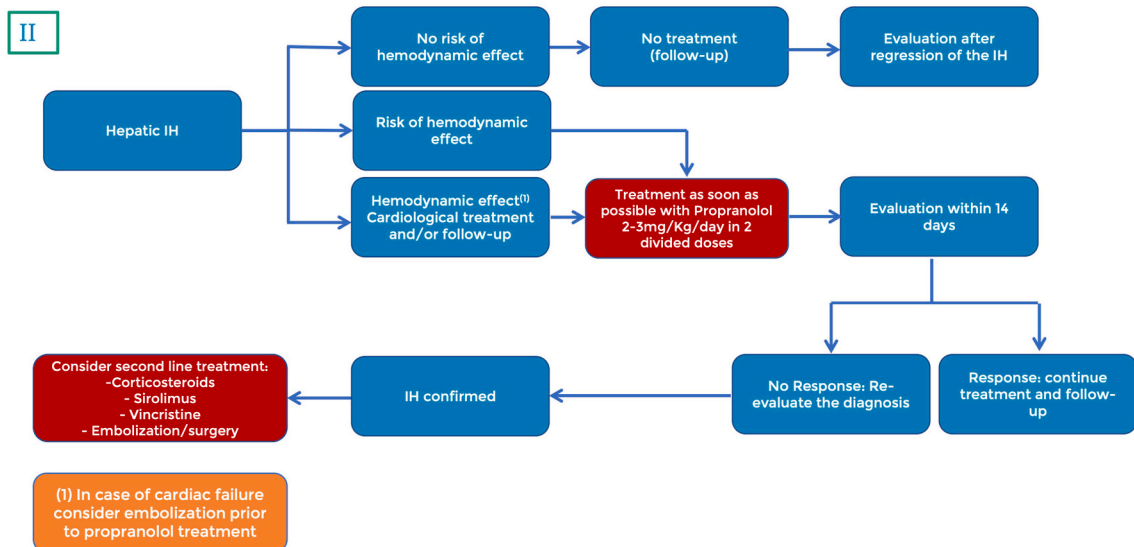 II
No risk of
hemodynamic effect
No treatment
(follow-up)
Evaluation after
regression of the IH
Hepatic IH
Risk of hemodynamic
effect
Hemodynamic effect(1)
Cardiological treatment
and/or follow-up
Treatment as soon as
possible with Propranolol
2-3mg/Kg/day in 2
divided doses
Evaluation within 14
days
Consider second line treatment:
-Corticosteroids
- Sirolimus
- Vincristine
- Embolization/surgery
IH confirmed
No Response: Re-
evaluate the diagnosis
Response: continue
treatment and follow-
up
(1) In case of cardiac failure
consider embolization prior
to propranolol treatment